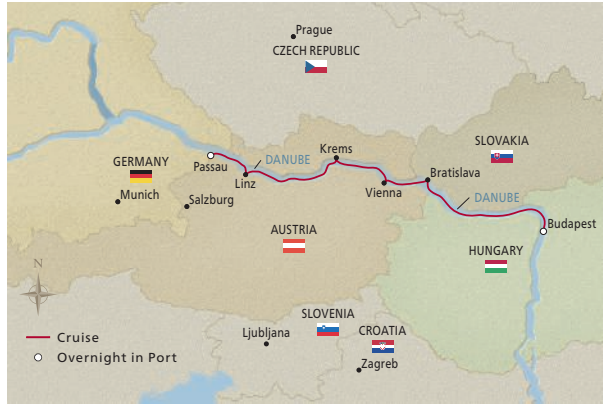 Prague
CZECH REPUBLIC
SLOVAKIA
Krems
DANUBE
GERMANY
Passau
Linz
Bratislava
Vienna
DANUBE
Munich
Salzburg
Budapest
AUSTRIA
HUNGARY
N
SLOVENIA
CROATIA
Ljubljana
Zagreb
Cruise
Overnight in Port